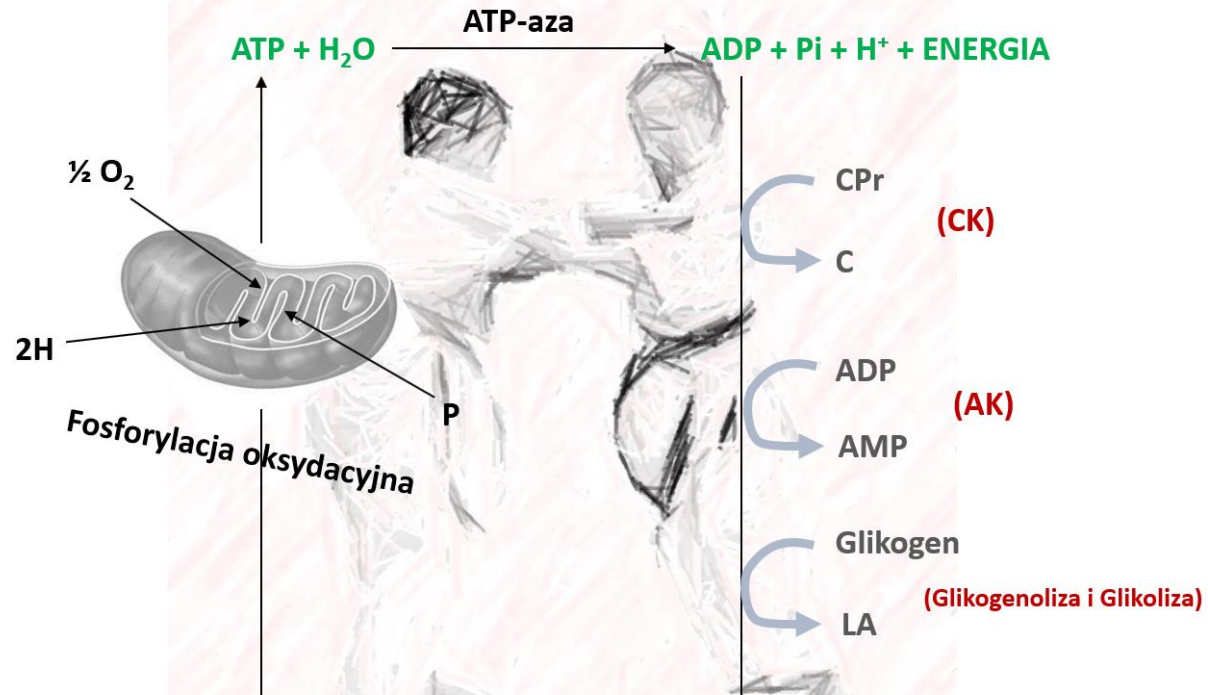 ATP-aza
ATP + H₂O
ADP + Pi + H⁺ + ENERGIA
½ O₂
2H
P
Fosforylacja oksydacyjna
CPr
(CK)
C
ADP
(AK)
AMP
Glikogen
(Glikogenoliza i Glikoliza)
LA